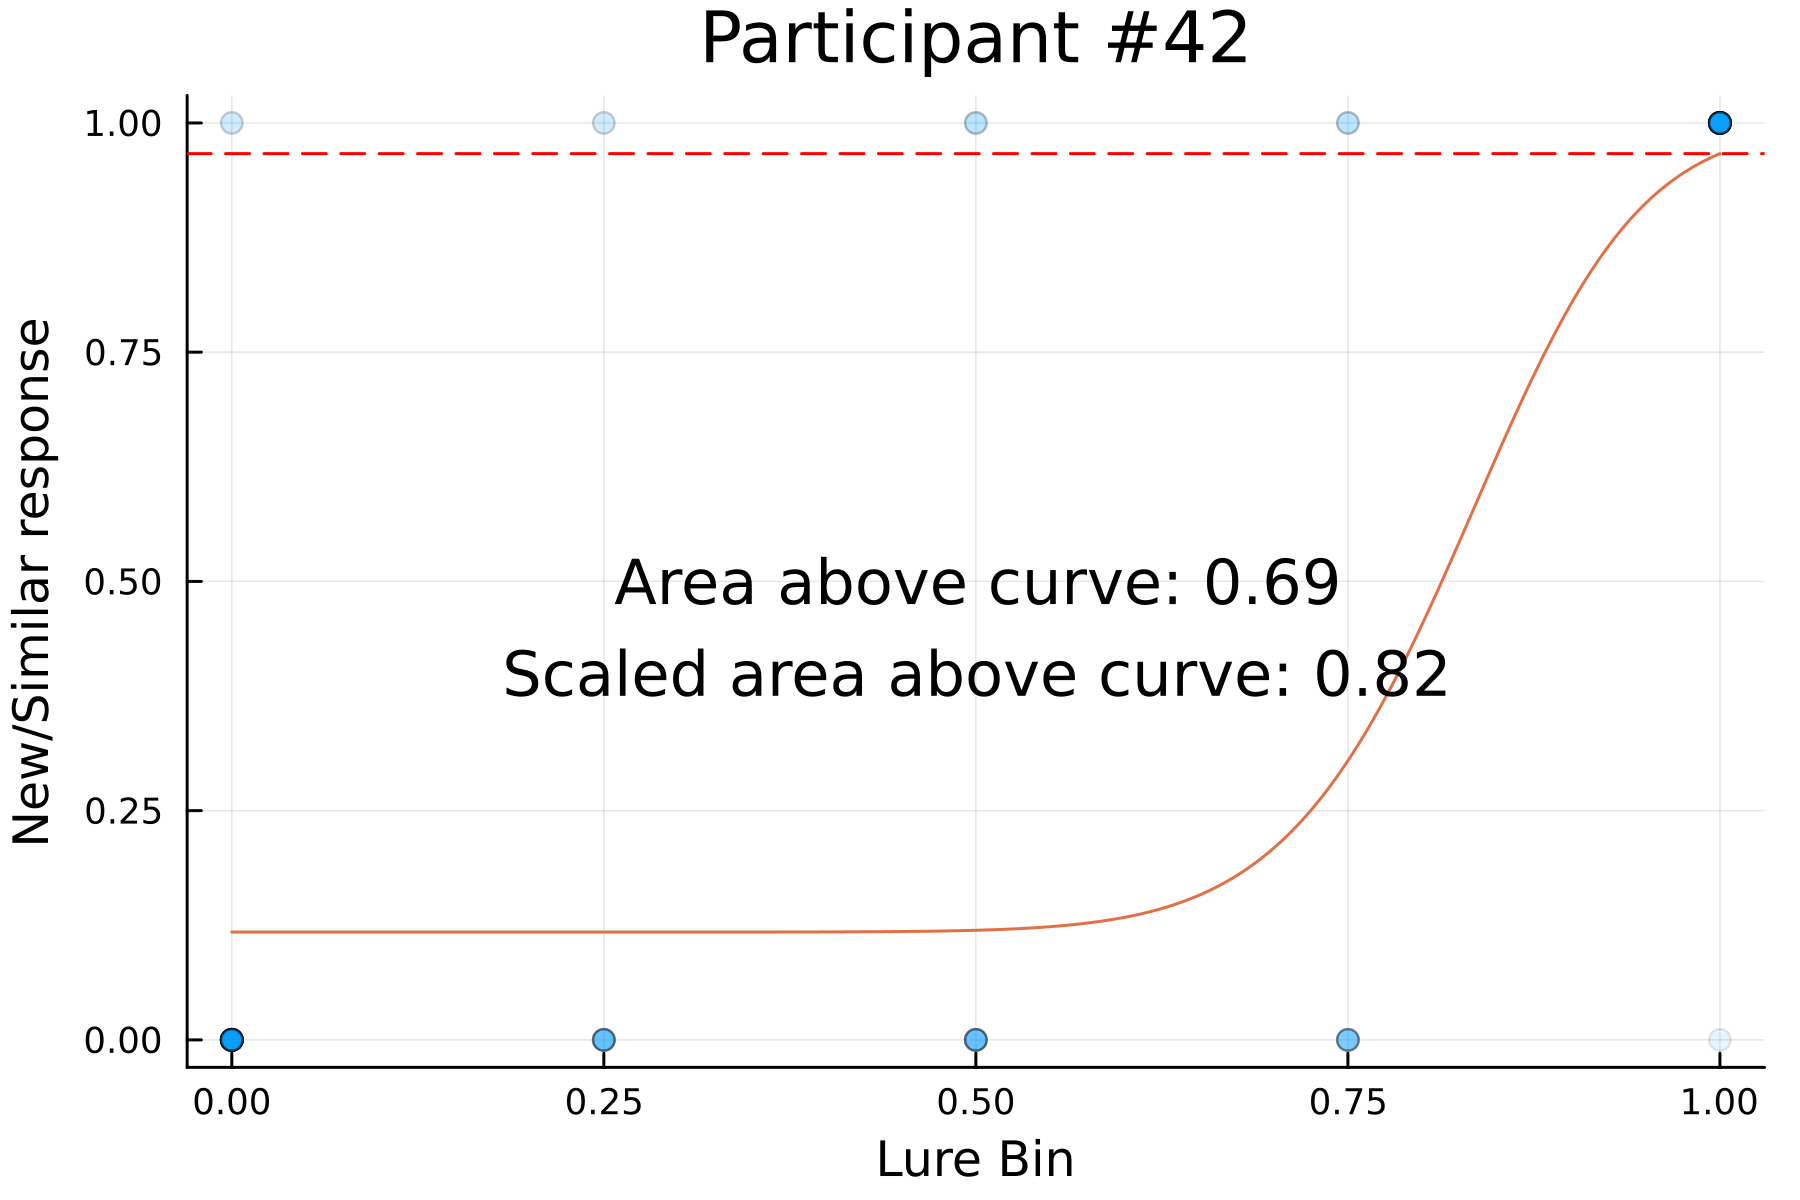 Participant #42
1.00
0.75
0.50
0.25
0.00
New/Similar response
Area above curve: 0.69
Scaled area above curve: 0.82
0.00 0.25 0.50 0.75 1.00
Lure Bin